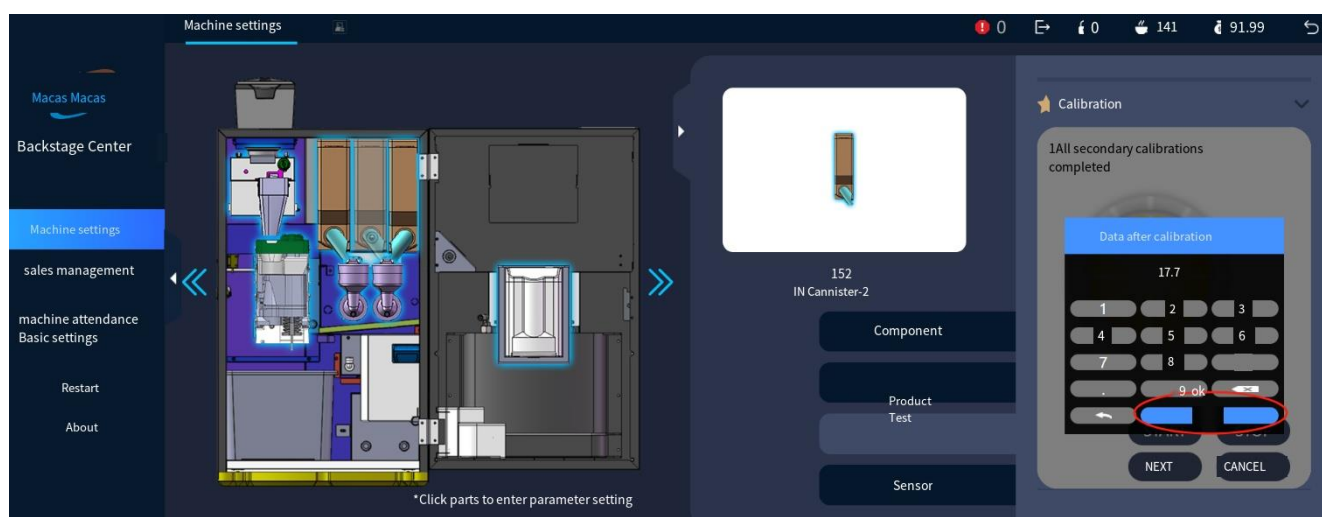 Machine settings
0
0
141
91.99
Macas Macas
Backstage Center
Machine settings
sales management
machine attendance
Basic settings
Restart
About
*Click parts to enter parameter setting
152
IN Cannister-2
Component
Product
Test
Sensor
Calibration
1All secondary calibrations
completed
Data after calibration
17.7
1 2 3
4 5 6
7 8
. 9 ok
NEXT CANCEL